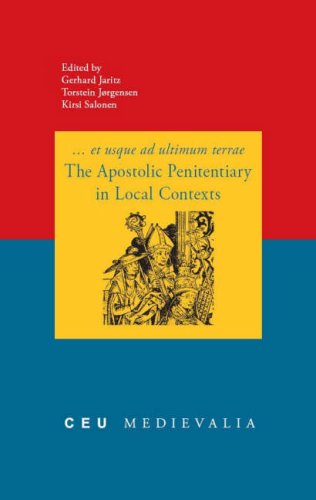 Edited by
Gerhard Jaritz
Torstein Jørgensen
Kirsi Salonen
... et usque ad ultimum terrae
The Apostolic Penitentiary
in Local Contexts
CEU MEDIEVALIA